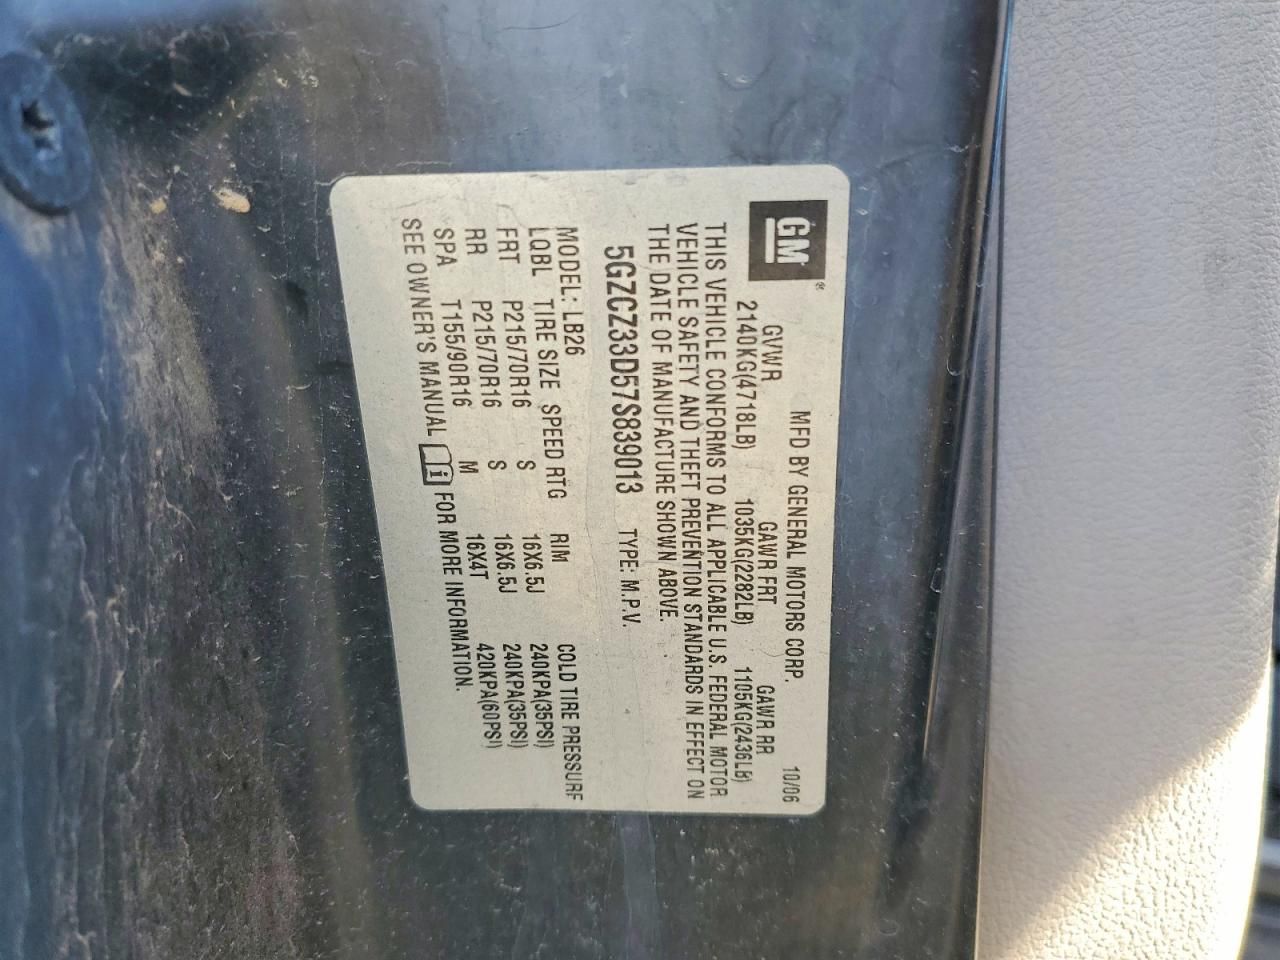 GM® MFD BY GENERAL MOTORS CORP. 10/06
GVWR GAWR FRT GAWR RR
2140KG(4718LB) 1035KG(2282LB) 1105KG(2436LB)
THIS VEHICLE CONFORMS TO ALL APPLICABLE U.S. FEDERAL MOTOR
VEHICLE SAFETY AND THEFT PREVENTION STANDARDS IN EFFECT ON
THE DATE OF MANUFACTURE SHOWN ABOVE.
5GZCZ33D57S839013 TYPE: M.P.V.
MODEL: LB26
LQBL TIRE SIZE SPEED RTG RIM COLD TIRE PRESSURE
FRT P215/70R16 S 16X6.5J 240KPA(35PSI)
RR P215/70R16 S 16X6.5J 240KPA(35PSI)
SPA T155/90R16 M 16X4T 420KPA(60PSI)
SEE OWNER'S MANUAL i FOR MORE INFORMATION.